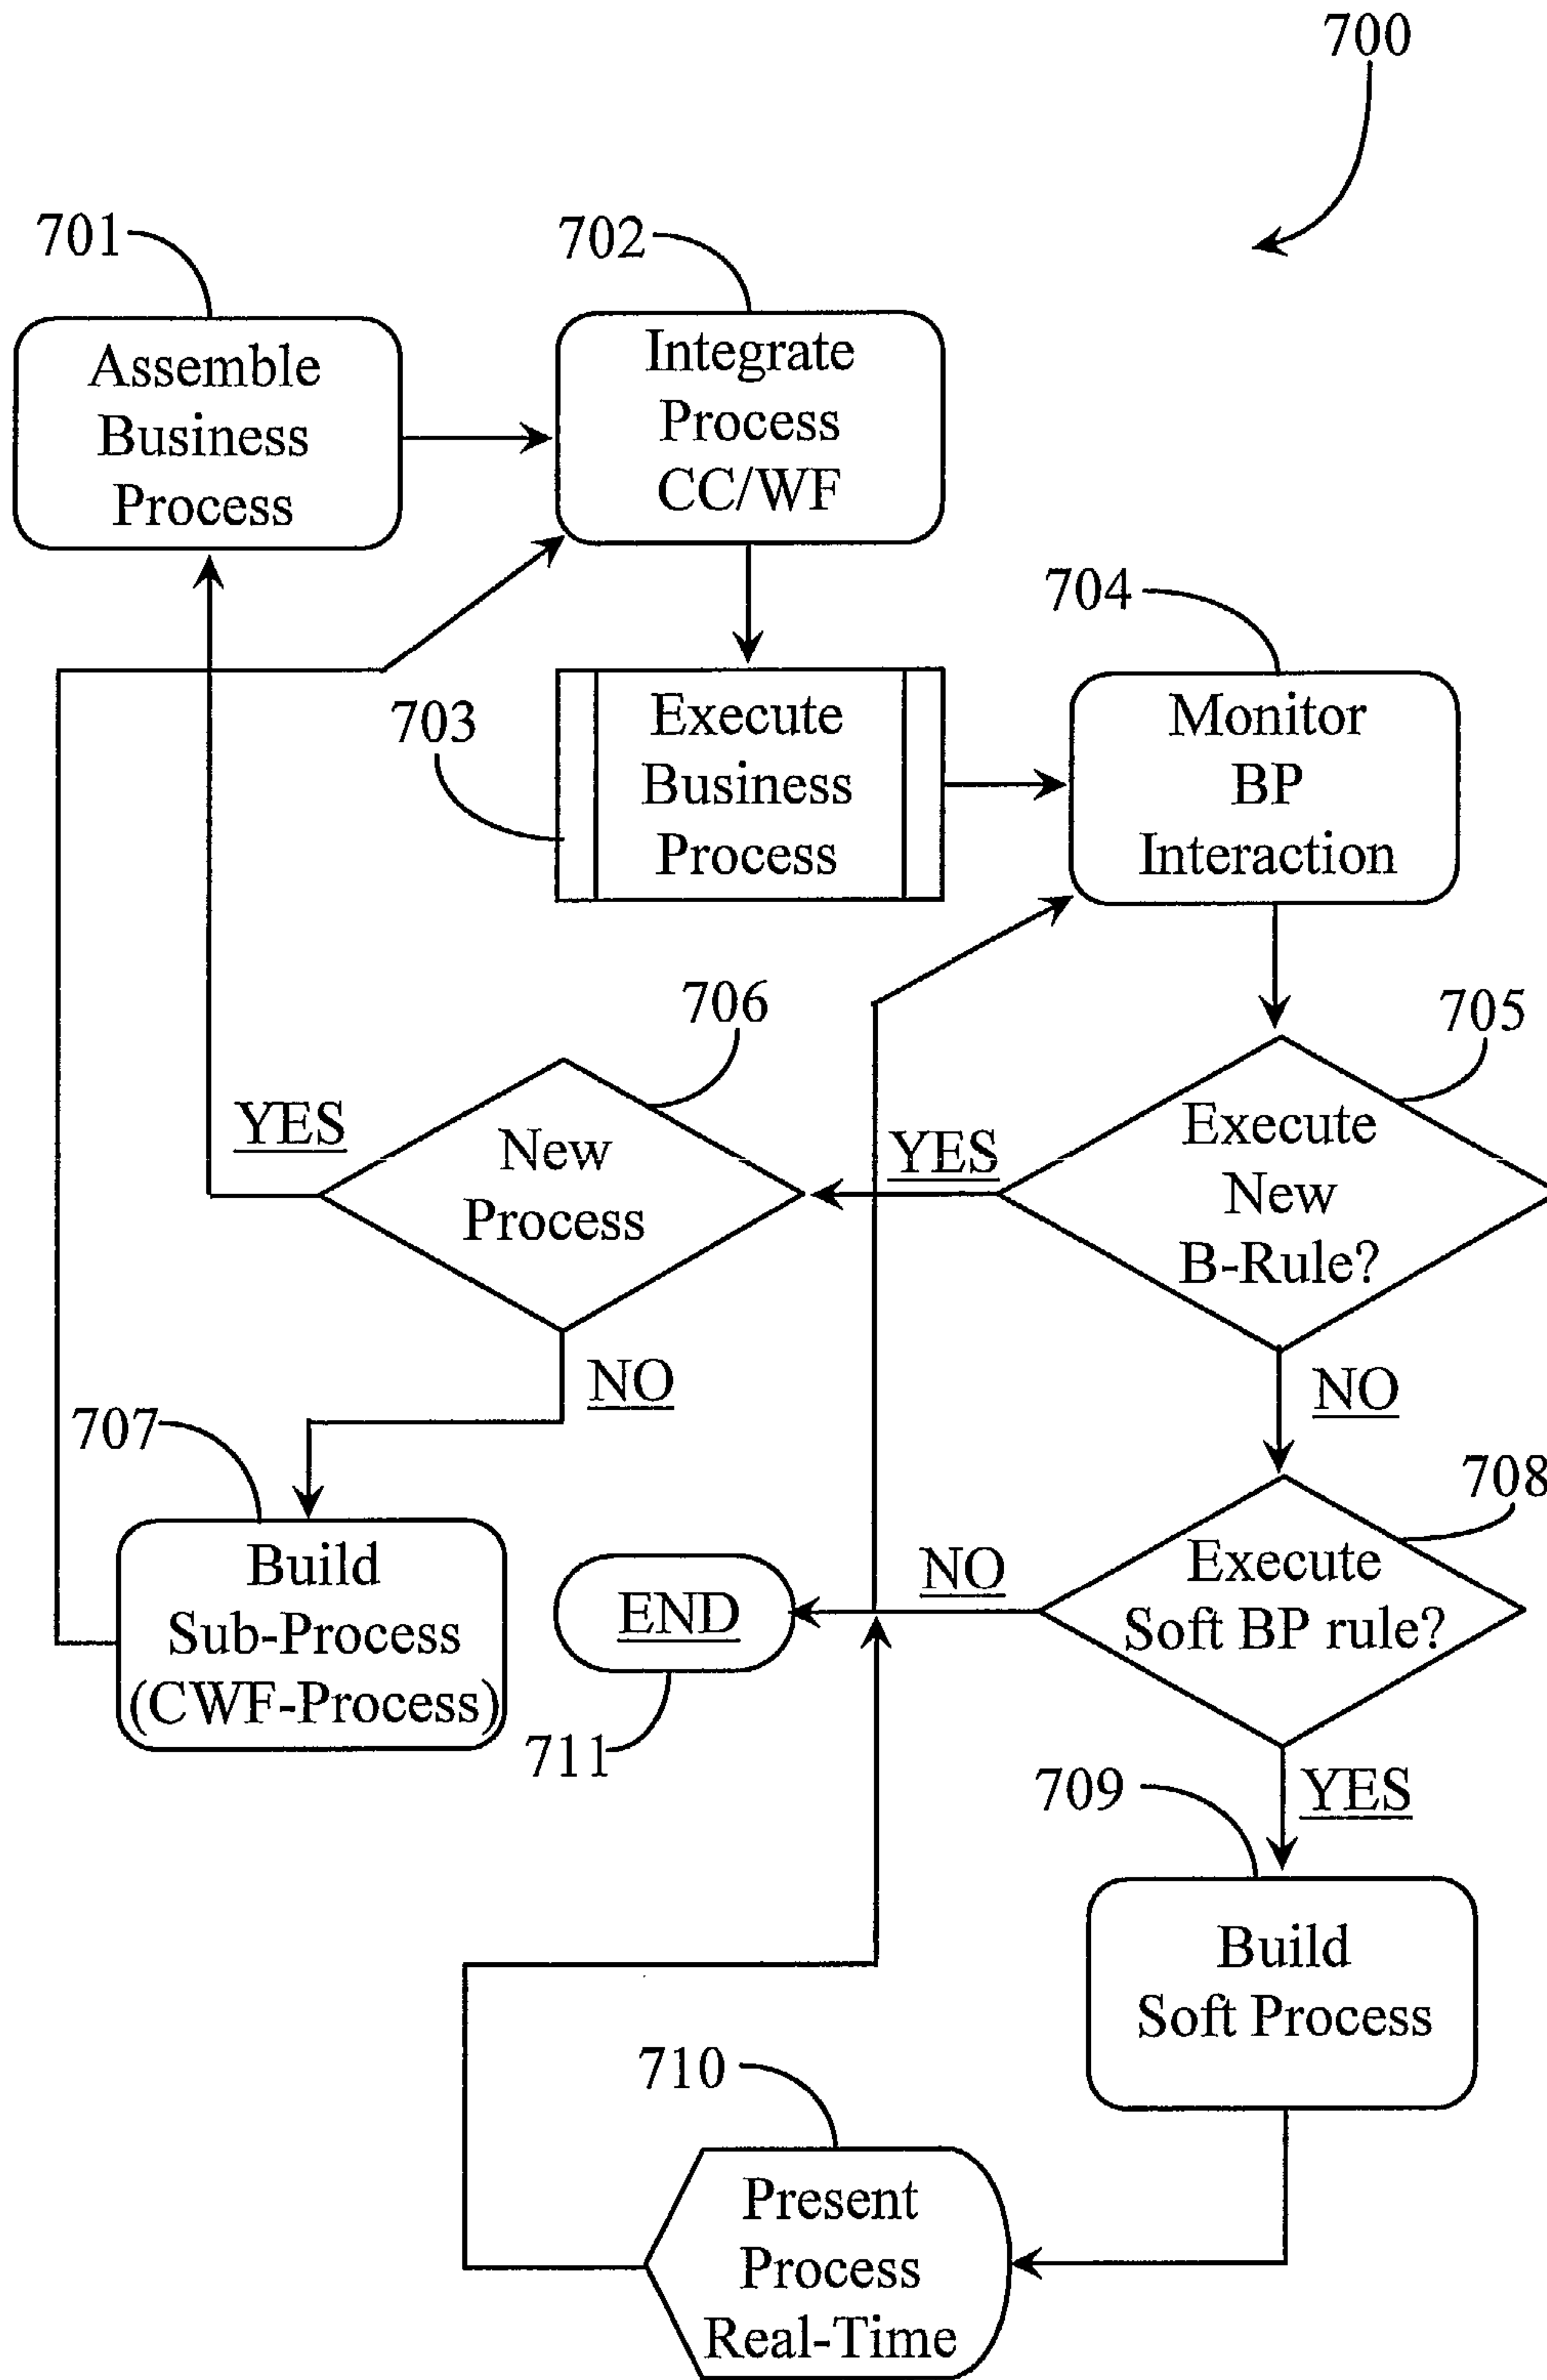 700
701
702
Assemble
Business
Process
Integrate
Process
CC/WF
703
Execute
Business
Process
704
Monitor
BP
Interaction
705
Execute
New
B-Rule?
YES
NO
706
New
Process
YES
NO
707
Build
Sub-Process
(CWF-Process)
708
Execute
Soft BP rule?
NO
YES
END
711
709
Build
Soft Process
710
Present
Process
Real-Time